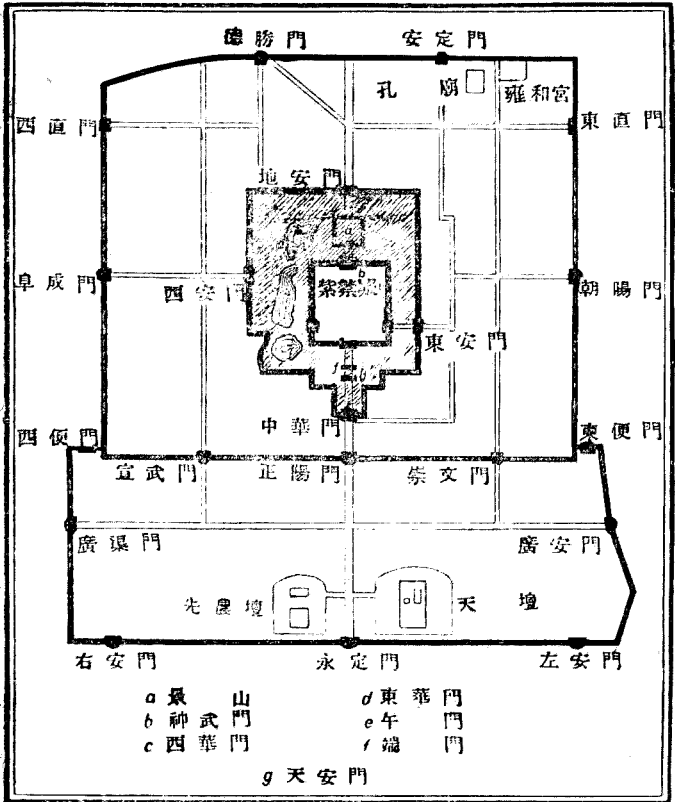 德勝門 安定門
孔廟 雍和宮
西直門 東直門
地安門
a
阜成門 西安門 紫禁城 b 朝陽門
東安門
f
g
中華門
西便門 東便門
宣武門 正陽門 崇文門
廣渠門 廣安門
先農壇 天壇
右安門 永定門 左安門
a 景山 d 東華門
b 神武門 e 午門
c 西華門 f 端門
g 天安門